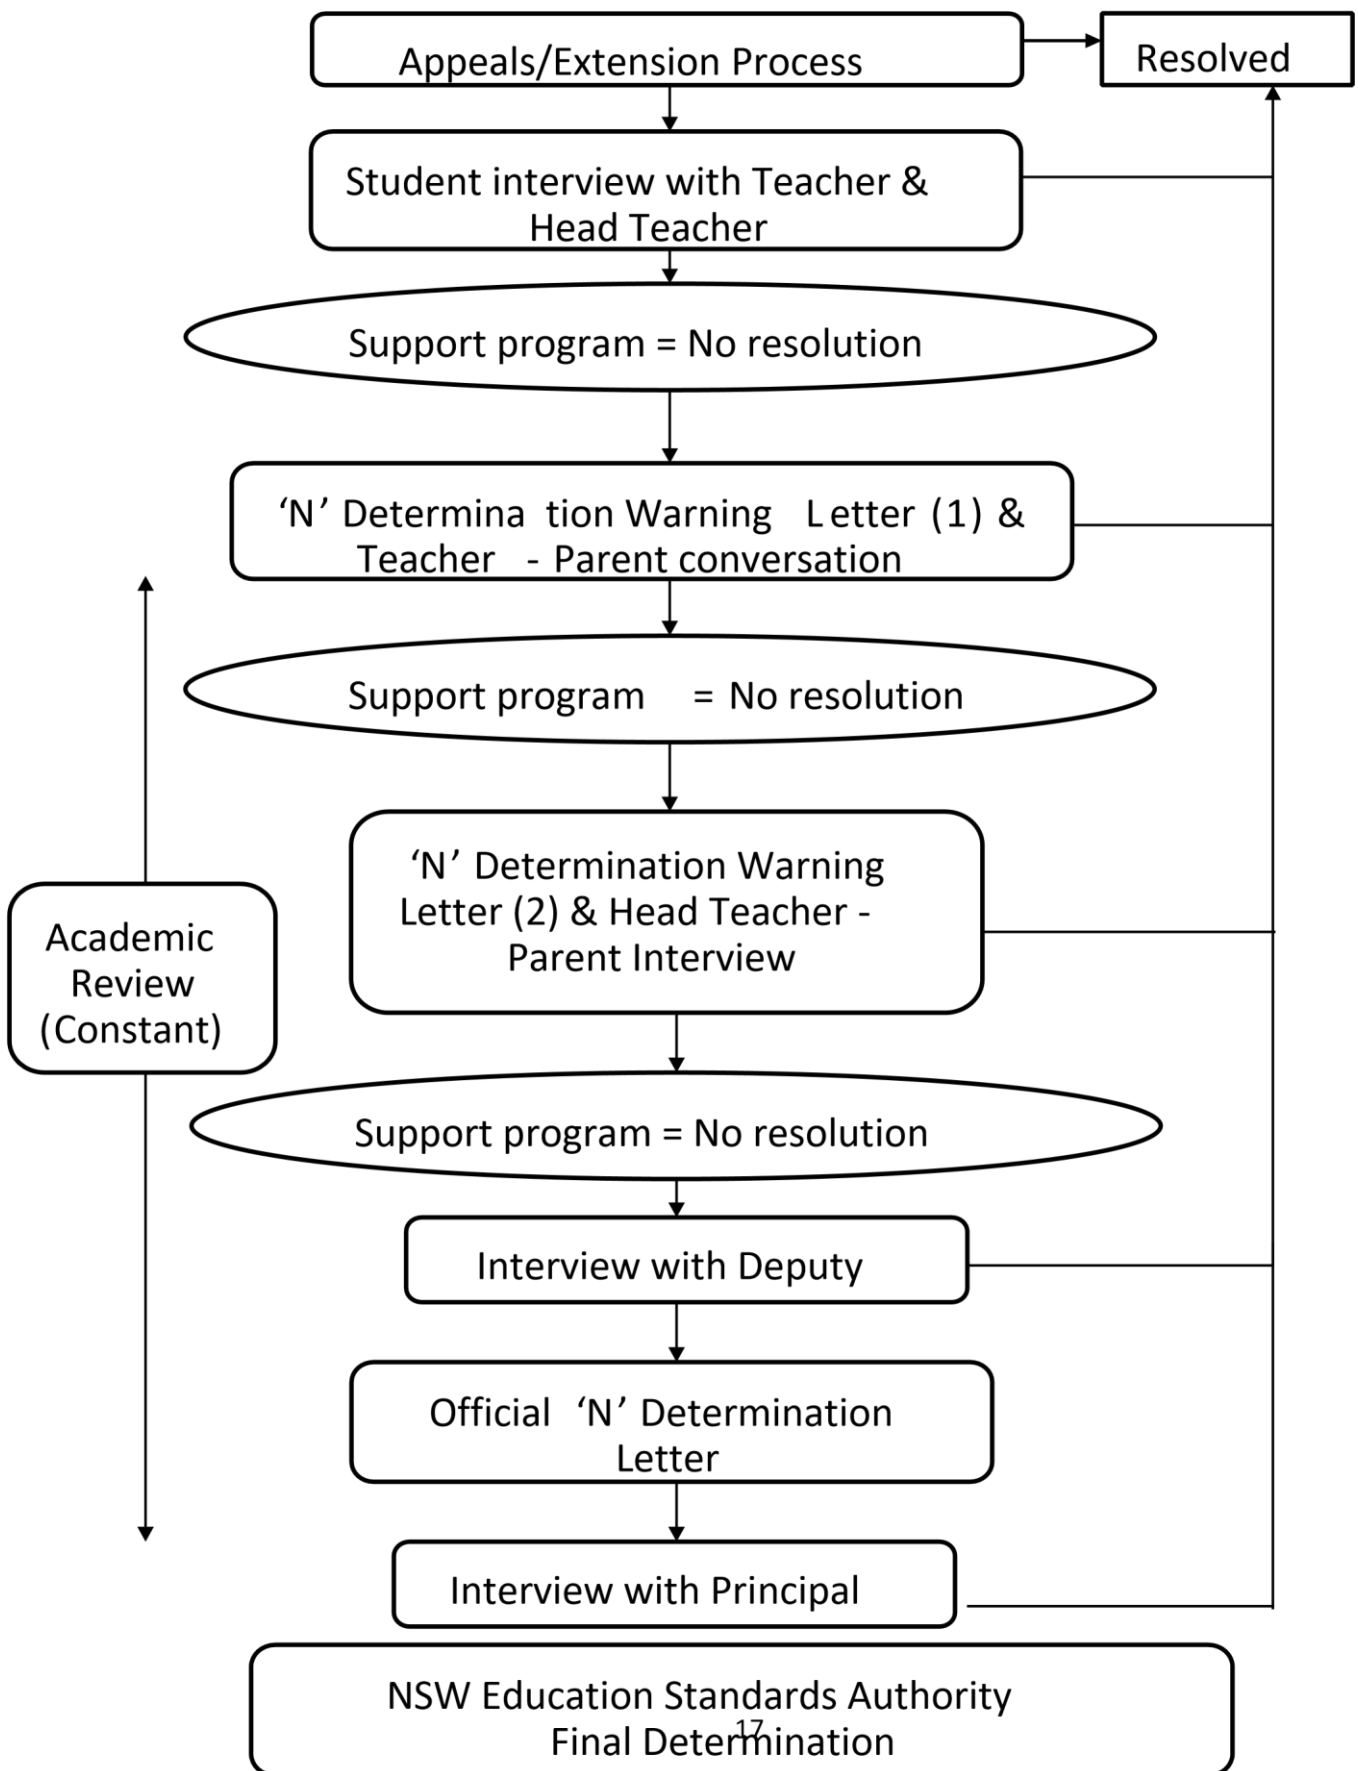 Appeals/Extension Process
Resolved
Student interview with Teacher &
Head Teacher
Support program = No resolution
‘N’ Determina tion Warning Letter (1) &
Teacher - Parent conversation
Support program = No resolution
‘N’ Determination Warning
Letter (2) & Head Teacher -
Parent Interview
Academic
Review
(Constant)
Support program = No resolution
Interview with Deputy
Official ‘N’ Determination
Letter
Interview with Principal
NSW Education Standards Authority
Final Determination
17